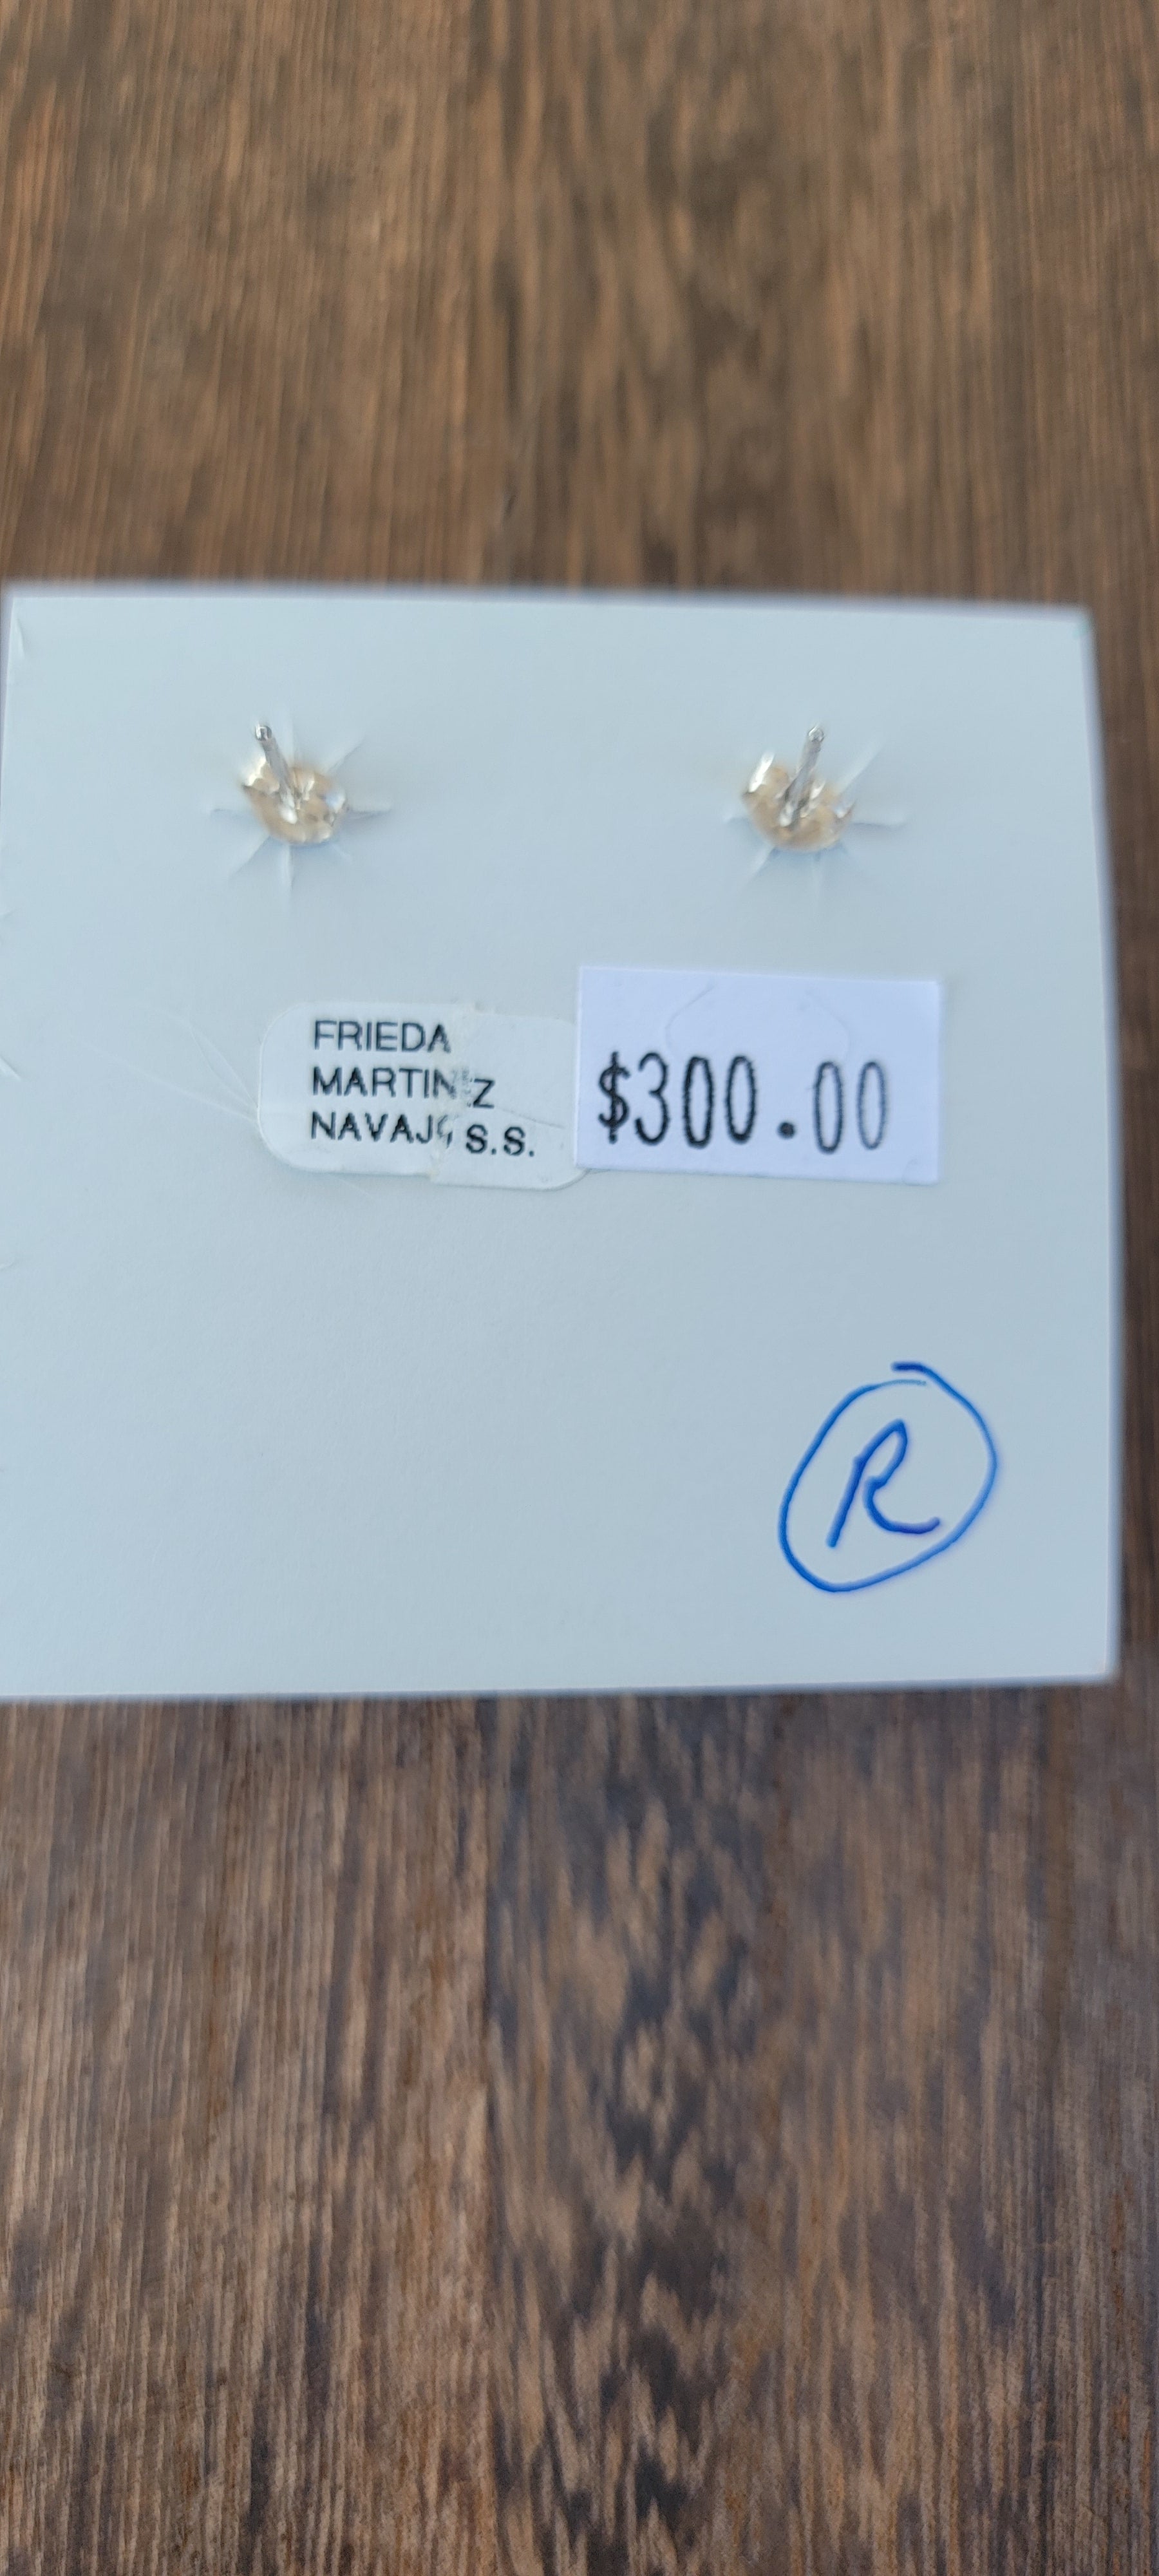 FRIEDA
MARTINEZ
NAVAJO S.S.
$300.00
R